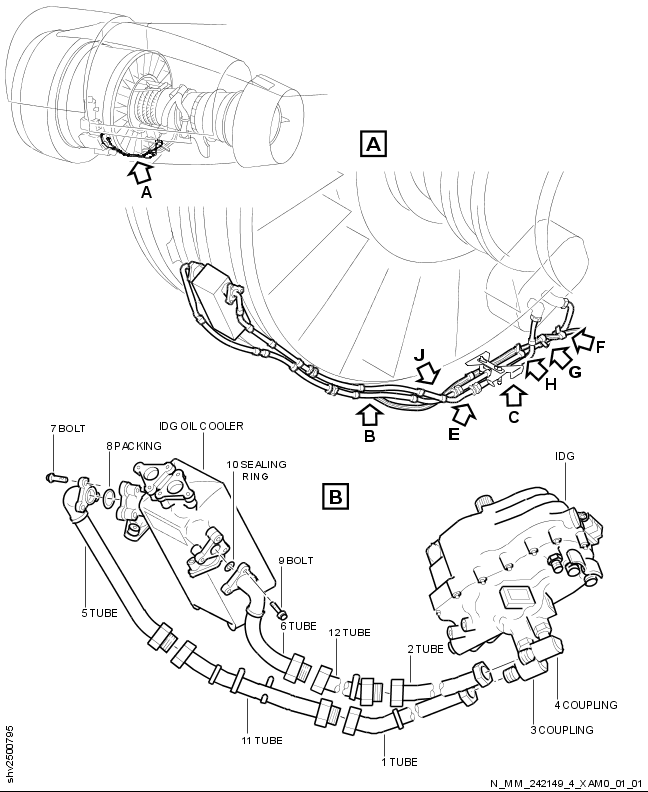 A
A
J
F
G
H
C
E
B
7 BOLT
IDG OIL COOLER
8 PACKING
10 SEALING
RING
B
IDG
9 BOLT
5 TUBE
6 TUBE
12 TUBE
2 TUBE
4 COUPLING
3 COUPLING
11 TUBE
1 TUBE
shv2500795
N_MM_242149_4_XAM0_01_01